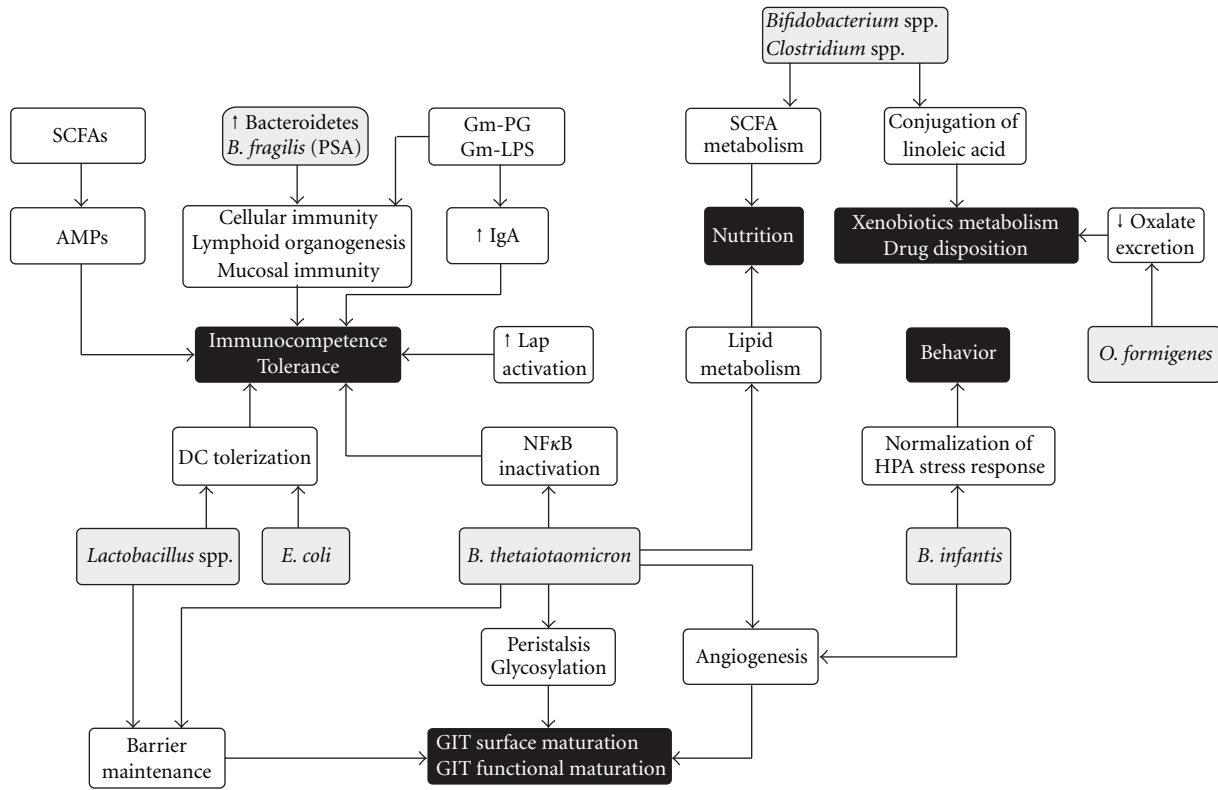 Bifidobacterium spp.
Clostridium spp.
SCFAs
↑ Bacteroidetes
B. fragilis (PSA)
Gm-PG
Gm-LPS
SCFA
metabolism
Conjugation of
linoleic acid
AMPs
Cellular immunity
Lymphoid organogenesis
Mucosal immunity
↑ IgA
Nutrition
Xenobiotics metabolism
Drug disposition
↓ Oxalate
excretion
Immunocompetence
Tolerance
↑ Lap
activation
Lipid
metabolism
Behavior
O. formigenes
DC tolerization
NFκB
inactivation
Normalization of
HPA stress response
Lactobacillus spp.
E. coli
B. thetaiotaomicron
B. infantis
Peristalsis
Glycosylation
Angiogenesis
Barrier
maintenance
GIT surface maturation
GIT functional maturation